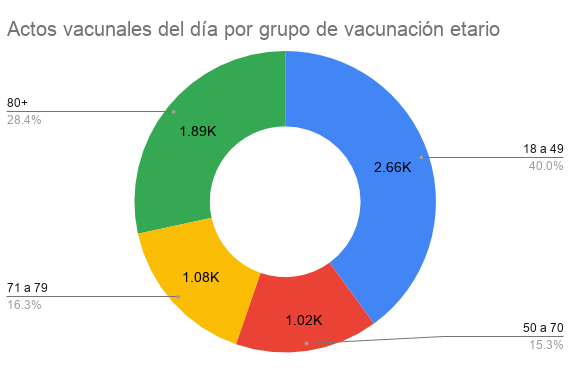 Actos vacunales del día por grupo de vacunación etario
80+
28.4%
1.89K
18 a 49
40.0%
2.66K
71 a 79
16.3%
1.08K
1.02K
50 a 70
15.3%